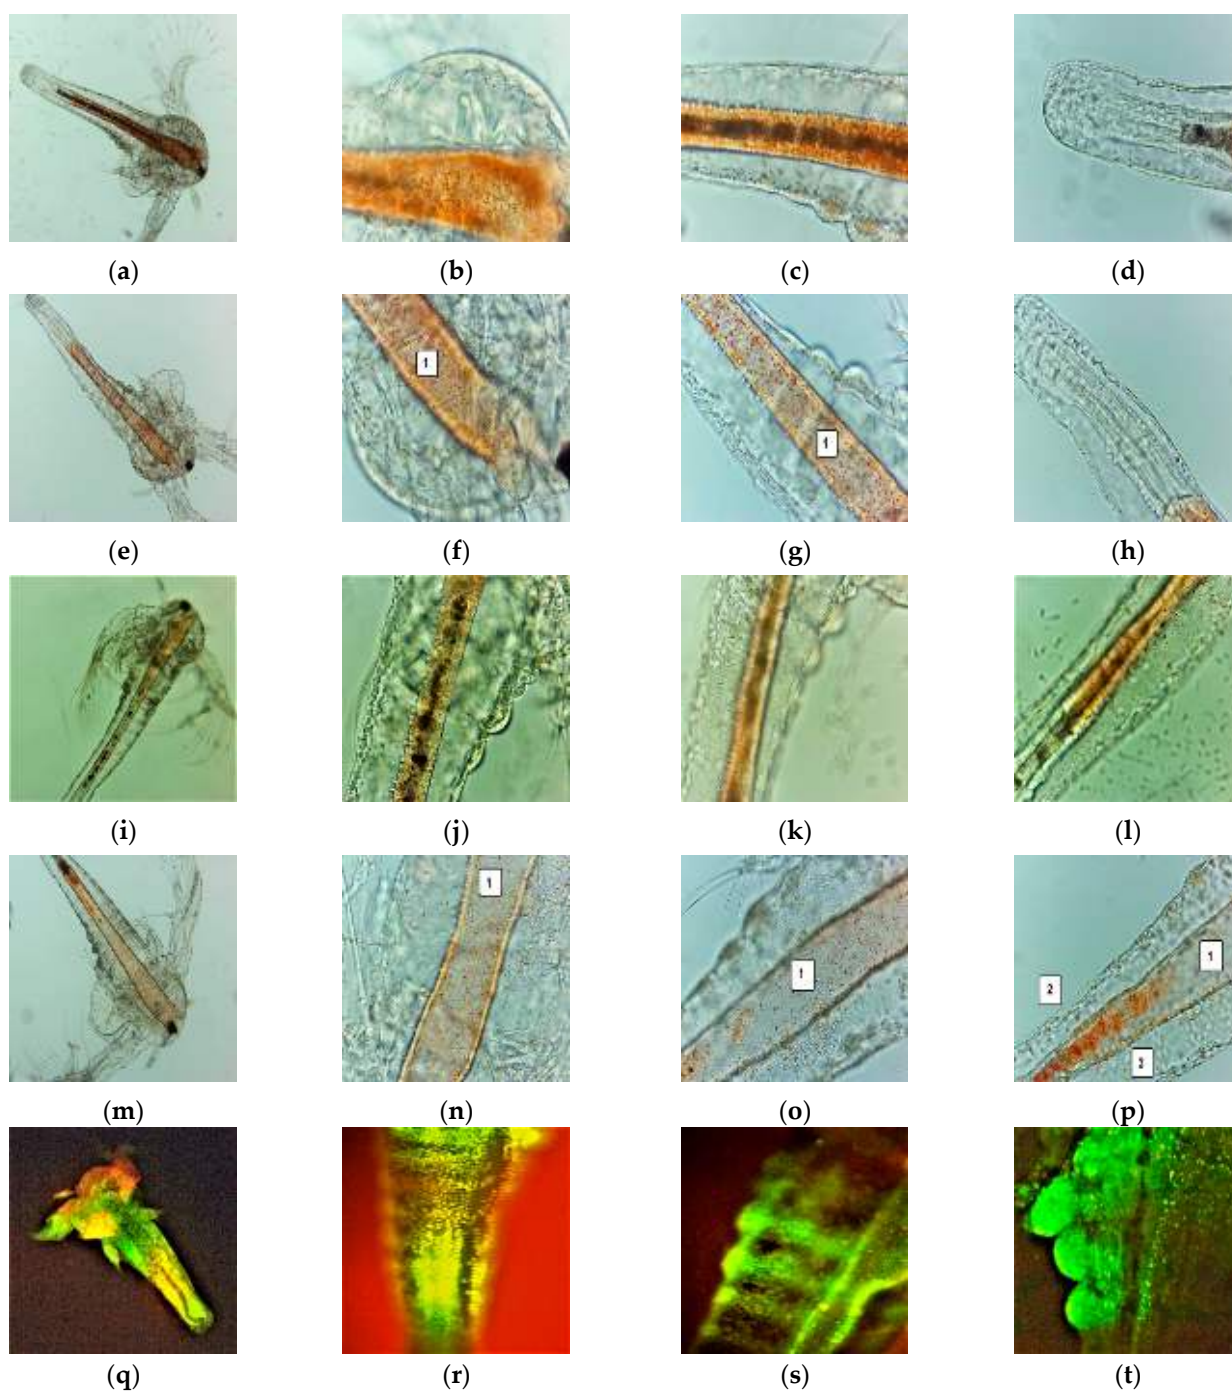 (a) (b) (c) (d)
1 1
(e) (f) (g) (h)
(i) (j) (k) (l)
1 1 1
2
2
(m) (n) (o) (p)
(q) (r) (s) (t)